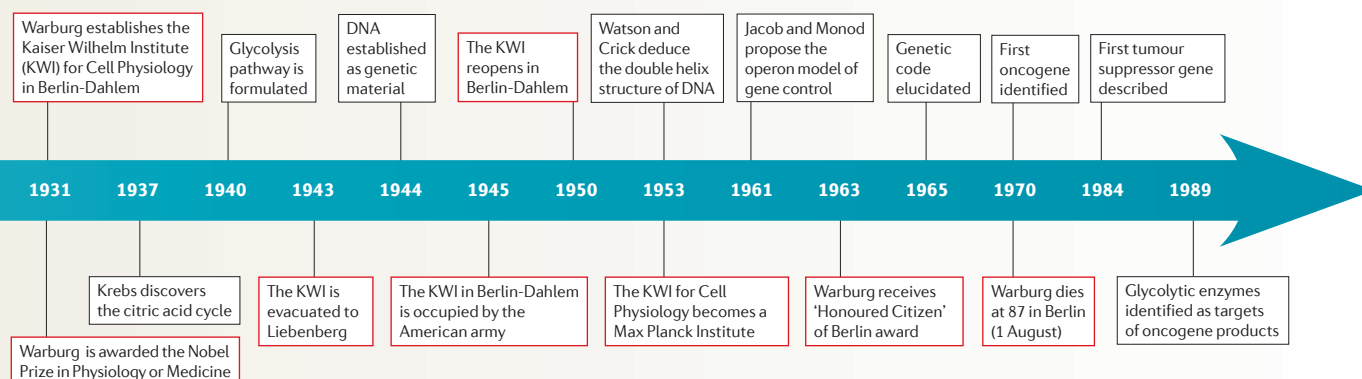 Warburg establishes the
Kaiser Wilhelm Institute
(KWI) for Cell Physiology
in Berlin-Dahlem
Glycolysis
pathway is
formulated
DNA
established
as genetic
material
The KWI
reopens in
Berlin-Dahlem
Watson and
Crick deduce
the double helix
structure of DNA
Jacob and Monod
propose the
operon model of
gene control
Genetic
code
elucidated
First
oncogene
identified
First tumour
suppressor gene
described
1931 1937 1940 1943 1944 1945 1950 1953 1961 1963 1965 1970 1984 1989
Krebs discovers
the citric acid cycle
Warburg is awarded the Nobel
Prize in Physiology or Medicine
The KWI is
evacuated to
Liebenberg
The KWI in Berlin-Dahlem
is occupied by the
American army
The KWI for Cell
Physiology becomes a
Max Planck Institute
Warburg receives
‘Honoured Citizen’
of Berlin award
Warburg dies
at 87 in Berlin
(1 August)
Glycolytic enzymes
identified as targets
of oncogene products